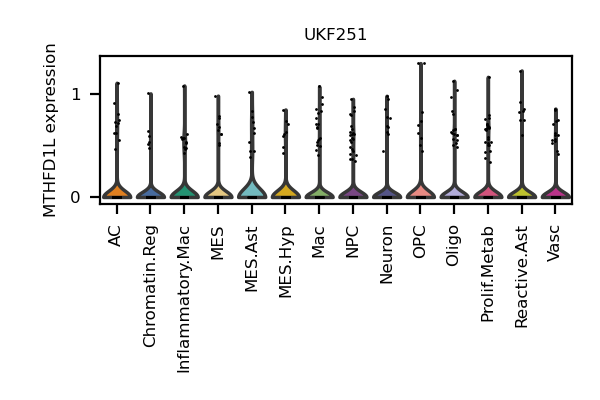 UKF251
MTHFD1L expression
1
0
AC
Chromatin.Reg
Inflammatory.Mac
MES
MES.Ast
MES.Hyp
Mac
NPC
Neuron
OPC
Oligo
Prolif.Metab
Reactive.Ast
Vasc